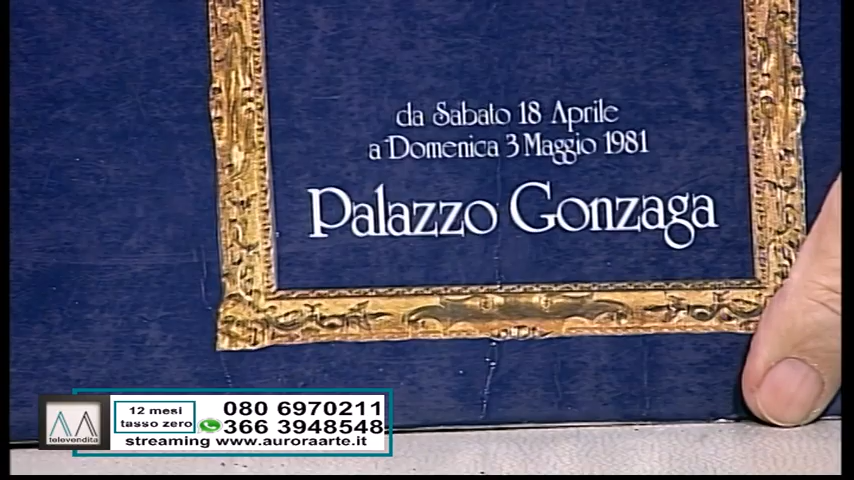 da Sabato 18 Aprile
a Domenica 3 Maggio 1981
Palazzo Gonzaga
12 mesi
tasso zero
080 6970211
366 3948548
televendita
streaming www.auroraarte.it